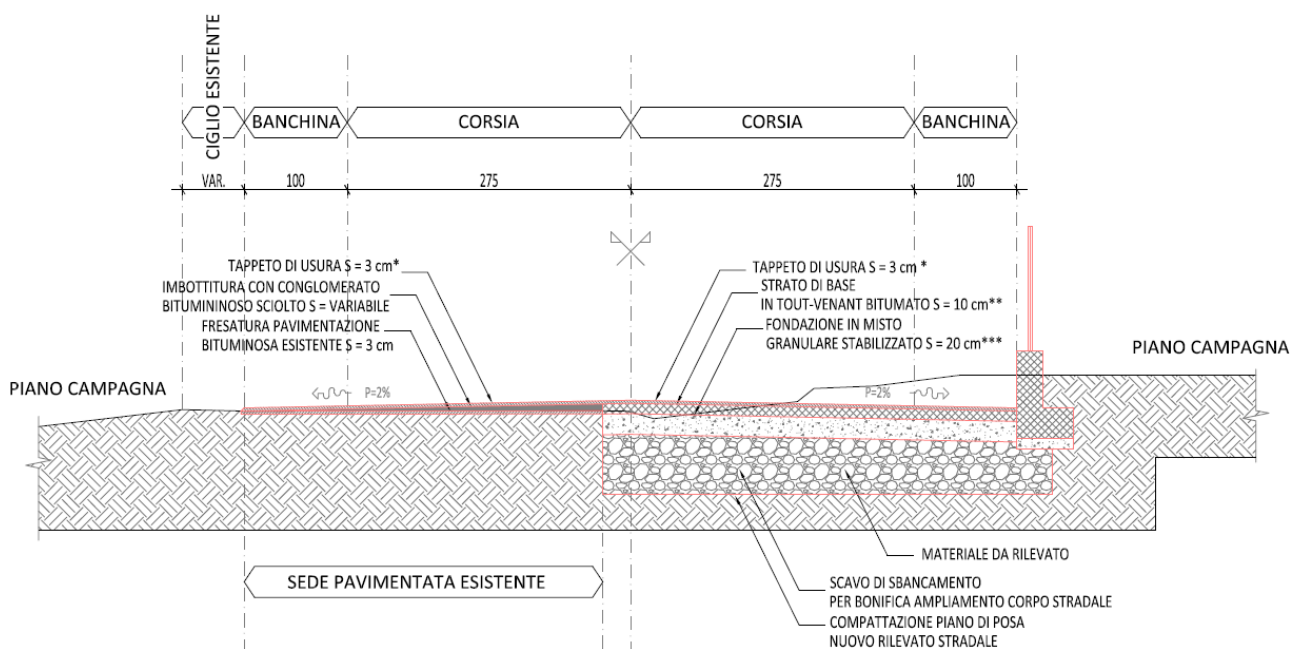 CIGLIO ESISTENTE
BANCHINA
CORSIA
CORSIA
BANCHINA
VAR.
100
275
275
100
TAPPETO DI USURA S = 3 cm*
IMBOTTITURA CON CONGLOMERATO
BITUMININOSO SCIOLTO S = VARIABILE
FRESATURA PAVIMENTAZIONE
BITUMINOSA ESISTENTE S = 3 cm
TAPPETO DI USURA S = 3 cm *
STRATO DI BASE
IN TOUT-VENANT BITUMATO S = 10 cm**
FONDAZIONE IN MISTO
GRANULARE STABILIZZATO S = 20 cm***
PIANO CAMPAGNA
PIANO CAMPAGNA
P=2%
P=2%
MATERIALE DA RILEVATO
SCAVO DI SBANCAMENTO
PER BONIFICA AMPLIAMENTO CORPO STRADALE
COMPATTAZIONE PIANO DI POSA
NUOVO RILEVATO STRADALE
SEDE PAVIMENTATA ESISTENTE